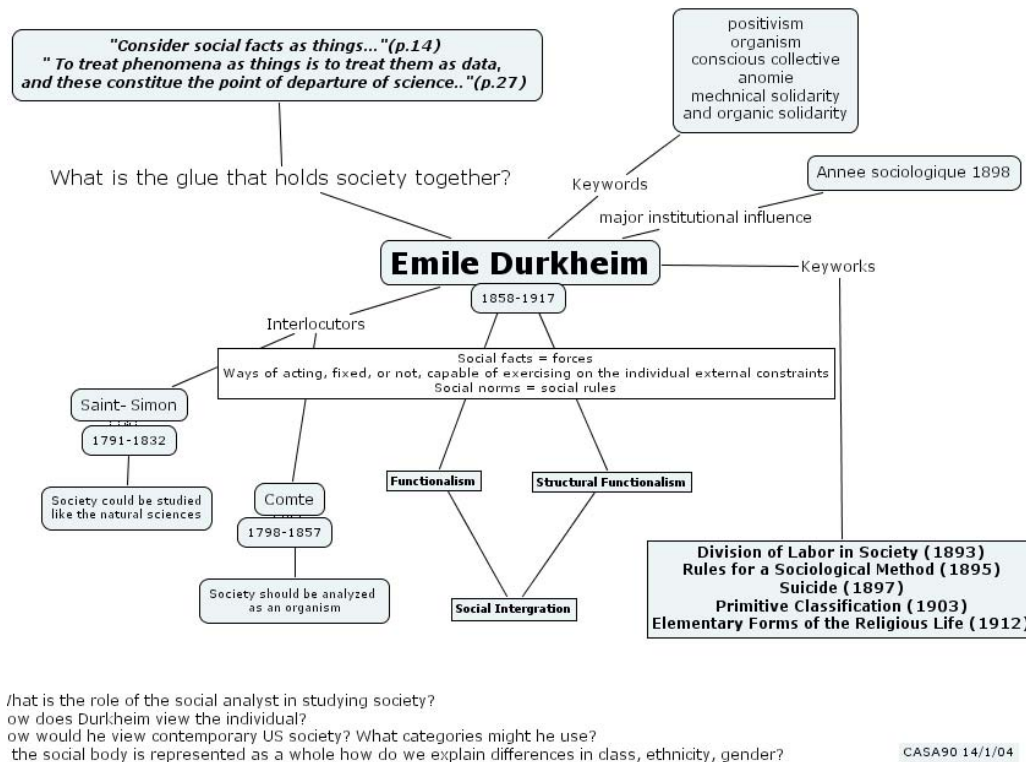 "Consider social facts as things..."(p.14)
" To treat phenomena as things is to treat them as data,
and these constitue the point of departure of science.."(p.27)
positivism
organism
conscious collective
anomie
mechnical solidarity
and organic solidarity
What is the glue that holds society together?
Keywords
Annee sociologique 1898
major institutional influence
Emile Durkheim
Keyworks
1858-1917
Interlocutors
Social facts = forces
Ways of acting, fixed, or not, capable of exercising on the individual external constraints
Social norms = social rules
Saint- Simon
1791-1832
Society could be studied
like the natural sciences
Functionalism
Structural Functionalism
Comte
1798-1857
Society should be analyzed
as an organism
Social Intergration
Division of Labor in Society (1893)
Rules for a Sociological Method (1895)
Suicide (1897)
Primitive Classification (1903)
Elementary Forms of the Religious Life (1912)
hat is the role of the social analyst in studying society?
ow does Durkheim view the individual?
ow would he view contemporary US society? What categories might he use?
the social body is represented as a whole how do we explain differences in class, ethnicity, gender?
CASA90 14/1/04